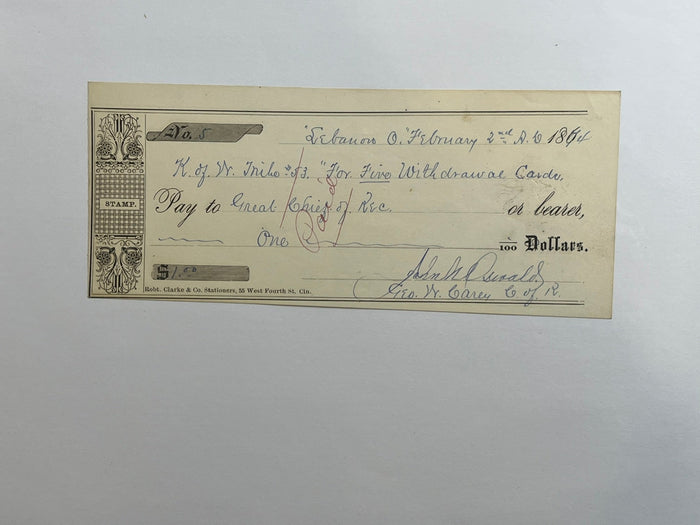 No. 5
"Lebanon O." February 2nd A.D 1864
K. of W. Tribe "53. "For Five Withdrawal Cards,
STAMP.
Pay to Great Chief of Rec. or bearer,
Paid
One /100 Dollars.
$1.00
John W Oswald
Geo. W. Carey C of R.
Robt. Clarke & Co. Stationers, 55 West Fourth St. Cin.